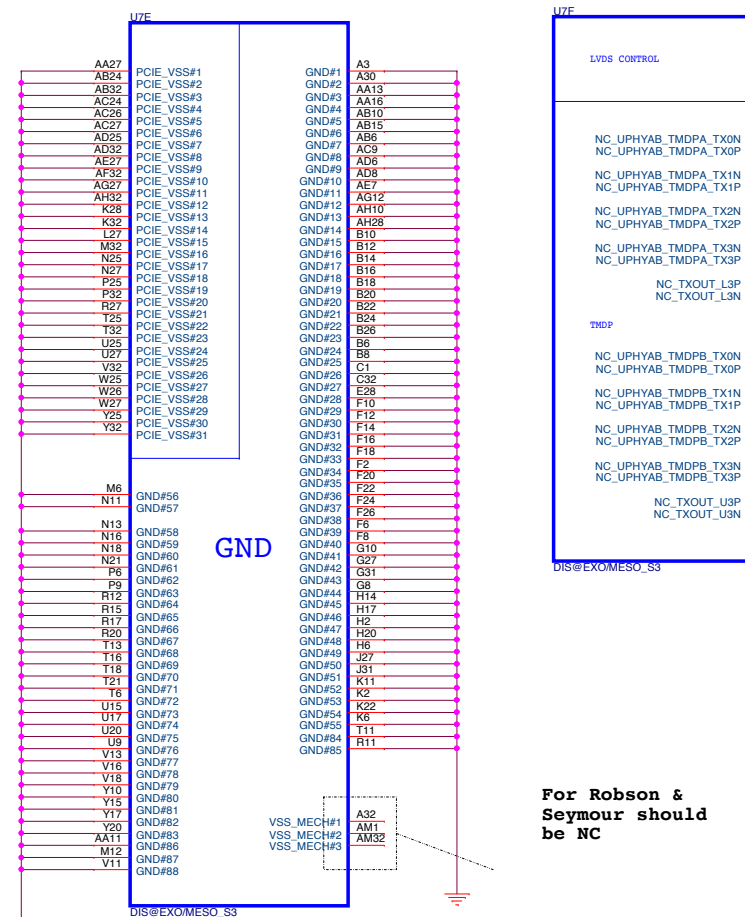 U7E
AA27 PCIE_VSS#1 GND#1 A3
AB24 PCIE_VSS#2 GND#2 A30
AB32 PCIE_VSS#3 GND#3 AA13
AC24 PCIE_VSS#4 GND#4 AA16
AC26 PCIE_VSS#5 GND#5 AB10
AC27 PCIE_VSS#6 GND#6 AB15
AD25 PCIE_VSS#7 GND#7 AB6
AD32 PCIE_VSS#8 GND#8 AC9
AE27 PCIE_VSS#9 GND#9 AD6
AF32 PCIE_VSS#10 GND#10 AD8
AG27 PCIE_VSS#11 GND#11 AE7
AH32 PCIE_VSS#12 GND#12 AG12
K28 PCIE_VSS#13 GND#13 AH10
K32 PCIE_VSS#14 GND#14 AH28
L27 PCIE_VSS#15 GND#15 B10
M32 PCIE_VSS#16 GND#16 B12
N25 PCIE_VSS#17 GND#17 B14
N27 PCIE_VSS#18 GND#18 B16
P25 PCIE_VSS#19 GND#19 B18
P32 PCIE_VSS#20 GND#20 B20
R27 PCIE_VSS#21 GND#21 B22
T25 PCIE_VSS#22 GND#22 B24
T32 PCIE_VSS#23 GND#23 B26
U25 PCIE_VSS#24 GND#24 B6
U27 PCIE_VSS#25 GND#25 B8
V32 PCIE_VSS#26 GND#26 C1
W25 PCIE_VSS#27 GND#27 C32
W26 PCIE_VSS#28 GND#28 E28
W27 PCIE_VSS#29 GND#29 F10
Y25 PCIE_VSS#30 GND#30 F12
Y32 PCIE_VSS#31 GND#31 F14
GND#32 F16
GND#33 F18
GND#34 F2
GND#35 F20
M6 GND#56 GND#36 F22
N11 GND#57 GND#37 F24
GND#38 F26
N13 GND#58 GND#39 F6
N16 GND#59 GND#40 F8
N18 GND#60 GND#41 G10
N21 GND#61 GND#42 G27
GND
P6 GND#62 GND#43 G31
P9 GND#63 GND#44 G8
R12 GND#64 GND#45 H14
R15 GND#65 GND#46 H17
R17 GND#66 GND#47 H2
R20 GND#67 GND#48 H20
T13 GND#68 GND#49 H6
T16 GND#69 GND#50 J27
T18 GND#70 GND#51 J31
T21 GND#71 GND#52 K11
T6 GND#72 GND#53 K2
U15 GND#73 GND#54 K22
U17 GND#74 GND#55 K6
U20 GND#75 GND#84 T11
U9 GND#76 GND#85 R11
V13 GND#77
V16 GND#78
V18 GND#79
Y10 GND#80
Y15 GND#81
Y17 GND#82 VSS_MECH#1 A32
Y20 GND#83 VSS_MECH#2 AM1
AA11 GND#86 VSS_MECH#3 AM32
M12 GND#87
V11 GND#88
DIS@EXO/MESO_S3
U7F
LVDS CONTROL
NC_UPHYAB_TMDPA_TX0N
NC_UPHYAB_TMDPA_TX0P
NC_UPHYAB_TMDPA_TX1N
NC_UPHYAB_TMDPA_TX1P
NC_UPHYAB_TMDPA_TX2N
NC_UPHYAB_TMDPA_TX2P
NC_UPHYAB_TMDPA_TX3N
NC_UPHYAB_TMDPA_TX3P
NC_TXOUT_L3P
NC_TXOUT_L3N
TMDP
NC_UPHYAB_TMDPB_TX0N
NC_UPHYAB_TMDPB_TX0P
NC_UPHYAB_TMDPB_TX1N
NC_UPHYAB_TMDPB_TX1P
NC_UPHYAB_TMDPB_TX2N
NC_UPHYAB_TMDPB_TX2P
NC_UPHYAB_TMDPB_TX3N
NC_UPHYAB_TMDPB_TX3P
NC_TXOUT_U3P
NC_TXOUT_U3N
DIS@EXO/MESO_S3
For Robson &
Seymour should
be NC